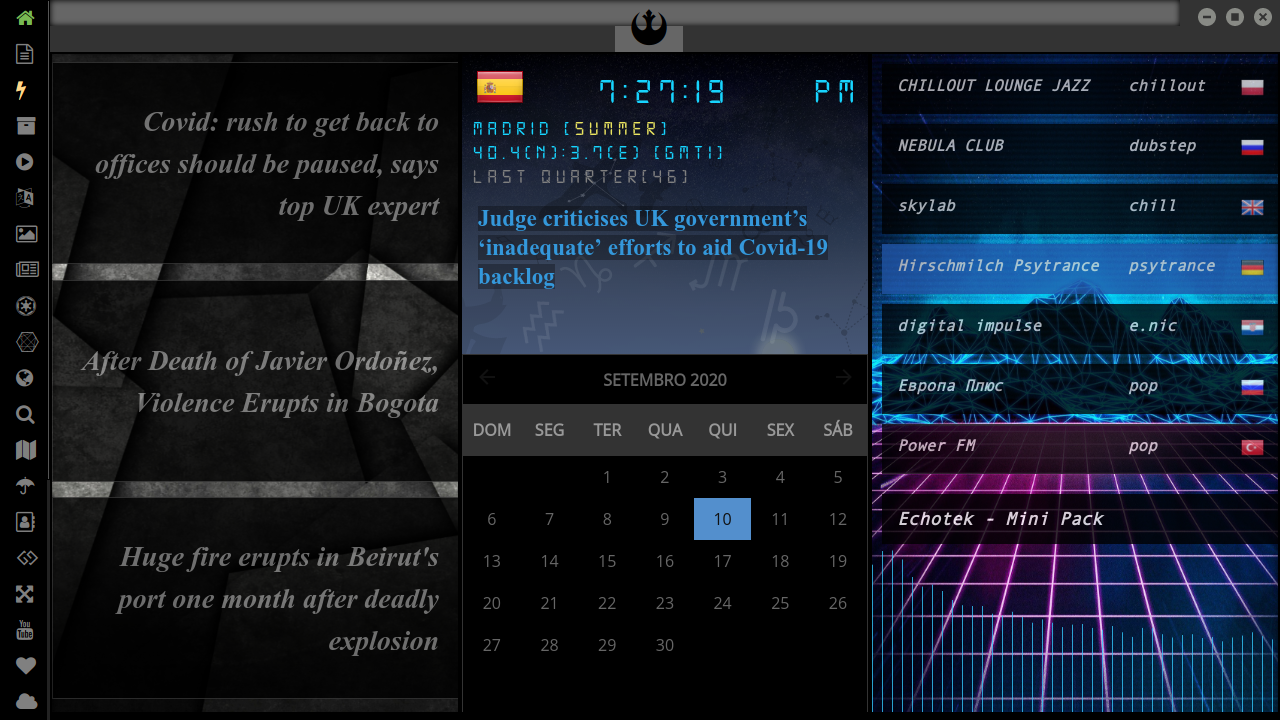 Covid: rush to get back to
offices should be paused, says
top UK expert
After Death of Javier Ordoñez,
Violence Erupts in Bogota
Huge fire erupts in Beirut's
port one month after deadly
explosion
7:27:19 PM
MADRID (SUMMER)
40.4(N):3.7(E) (GMT1)
LAST QUARTER(46)
Judge criticises UK government’s
‘inadequate’ efforts to aid Covid-19
backlog
SETEMBRO 2020
DOM SEG TER QUA QUI SEX SÁB
1 2 3 4 5
6 7 8 9 10 11 12
13 14 15 16 17 18 19
20 21 22 23 24 25 26
27 28 29 30
CHILLOUT LOUNGE JAZZ chillout
NEBULA CLUB dubstep
skylab chill
Hirschmilch Psytrance psytrance
digital impulse e.nic
Европа Плюс pop
Power FM pop
Echotek - Mini Pack
You
Tube